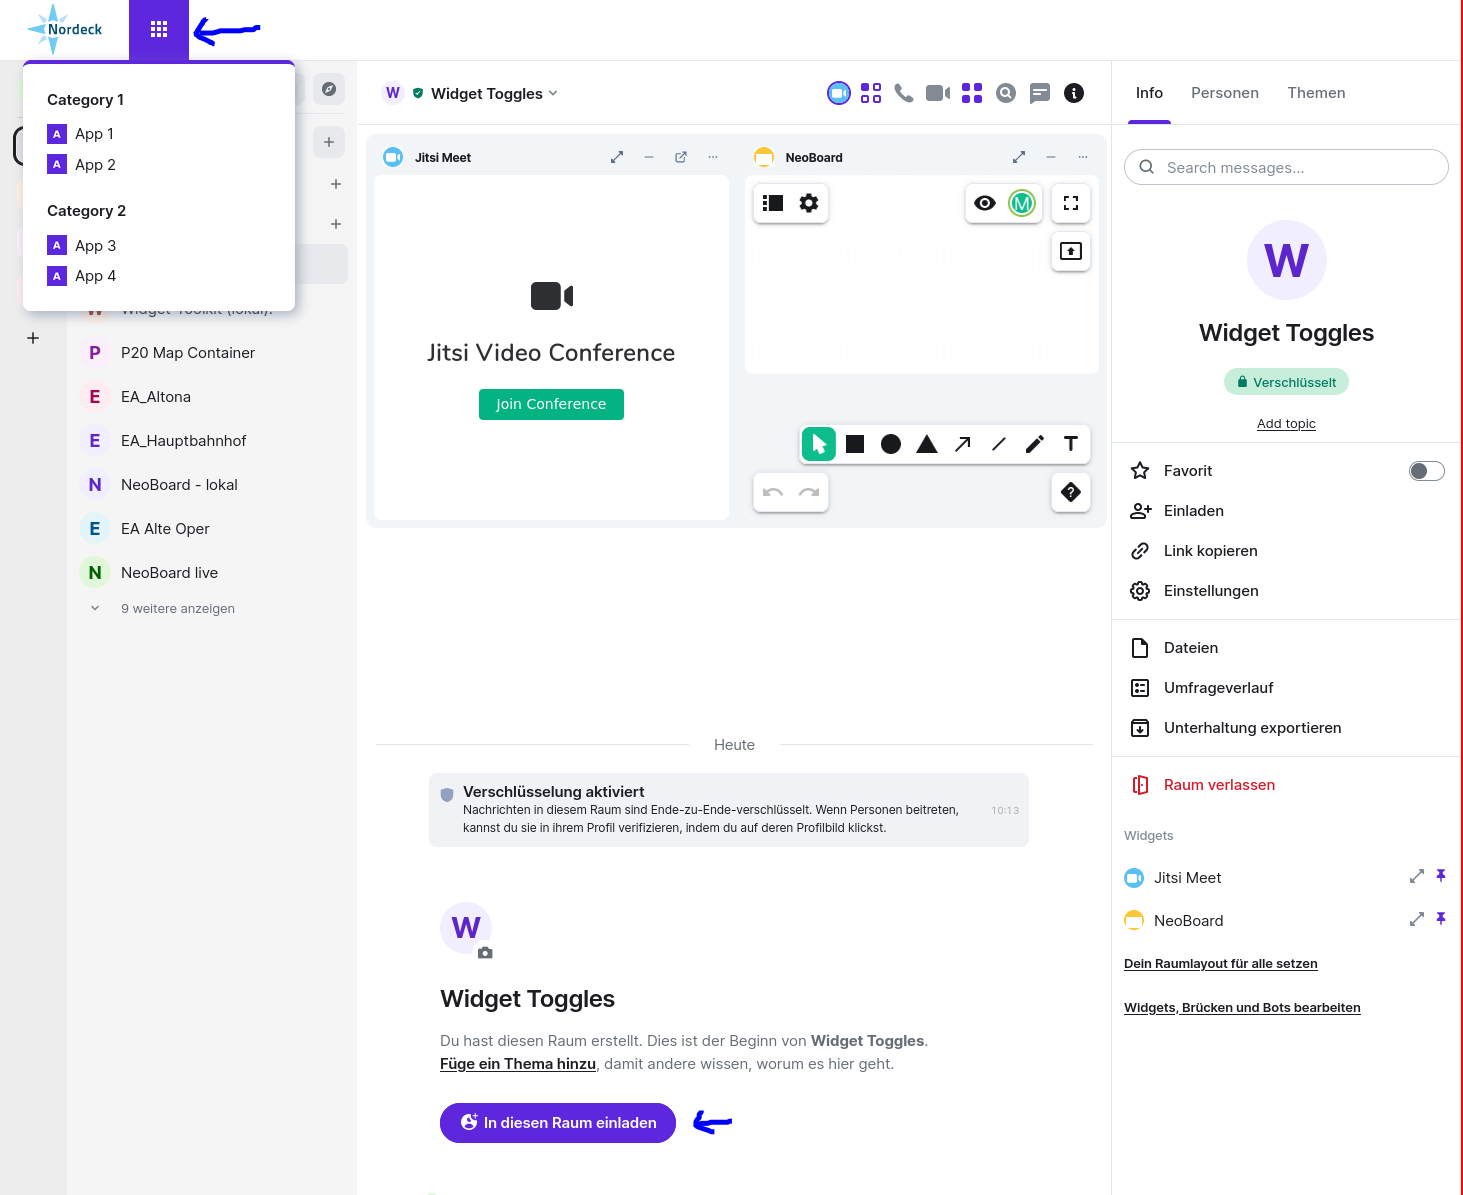 Nordeck
Category 1
A App 1
A App 2
Category 2
A App 3
A App 4
P P20 Map Container
E EA_Altona
E EA_Hauptbahnhof
N NeoBoard - lokal
E EA Alte Oper
N NeoBoard live
9 weitere anzeigen
W Widget Toggles
Jitsi Meet
Jitsi Video Conference
Join Conference
NeoBoard
M
T
?
Heute
Verschlüsselung aktiviert
Nachrichten in diesem Raum sind Ende-zu-Ende-verschlüsselt. Wenn Personen beitreten,
kannst du sie in ihrem Profil verifizieren, indem du auf deren Profilbild klickst.
10:13
W
Widget Toggles
Du hast diesen Raum erstellt. Dies ist der Beginn von Widget Toggles.
Füge ein Thema hinzu, damit andere wissen, worum es hier geht.
In diesen Raum einladen
Info Personen Themen
Search messages...
W
Widget Toggles
Verschlüsselt
Add topic
Favorit
Einladen
Link kopieren
Einstellungen
Dateien
Umfrageverlauf
Unterhaltung exportieren
Raum verlassen
Widgets
Jitsi Meet
NeoBoard
Dein Raumlayout für alle setzen
Widgets, Brücken und Bots bearbeiten